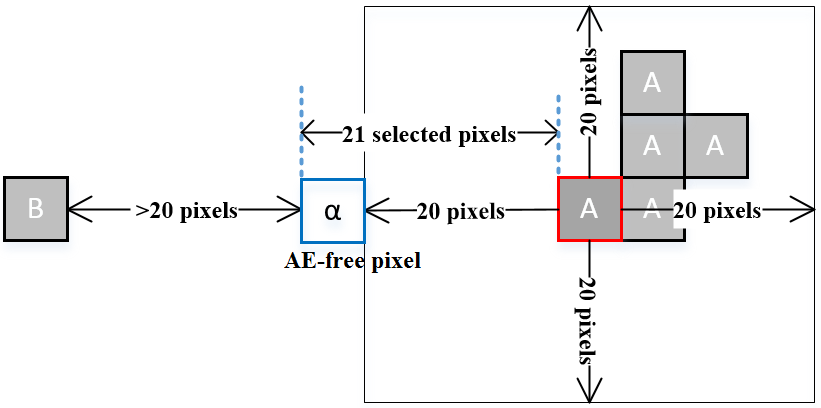 20 pixels
A
21 selected pixels
A
A
B
>20 pixels
α
20 pixels
A
A
20 pixels
AE-free pixel
20 pixels